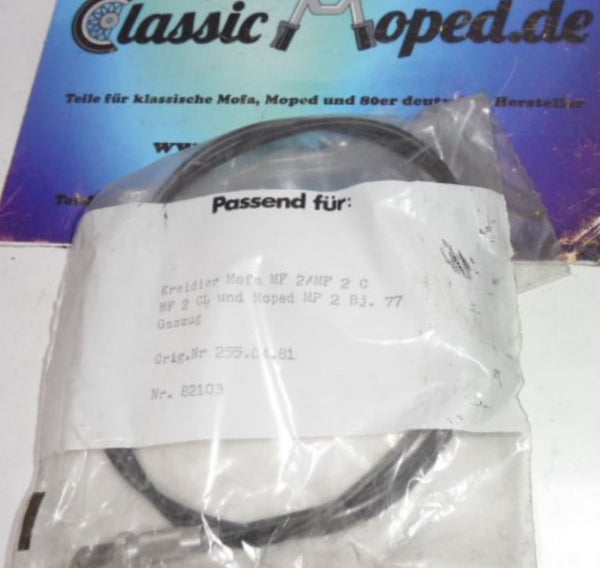 Classic Moped.de
Teile für klassische Mofa, Moped und 80er Hersteller
Passend für:
Kreidler Mofa MF 2/MF 2 C
MF 2 CL und Moped MP 2 Bj. 77
Gaszug
Orig.Nr 255.04.81
Nr. 82103